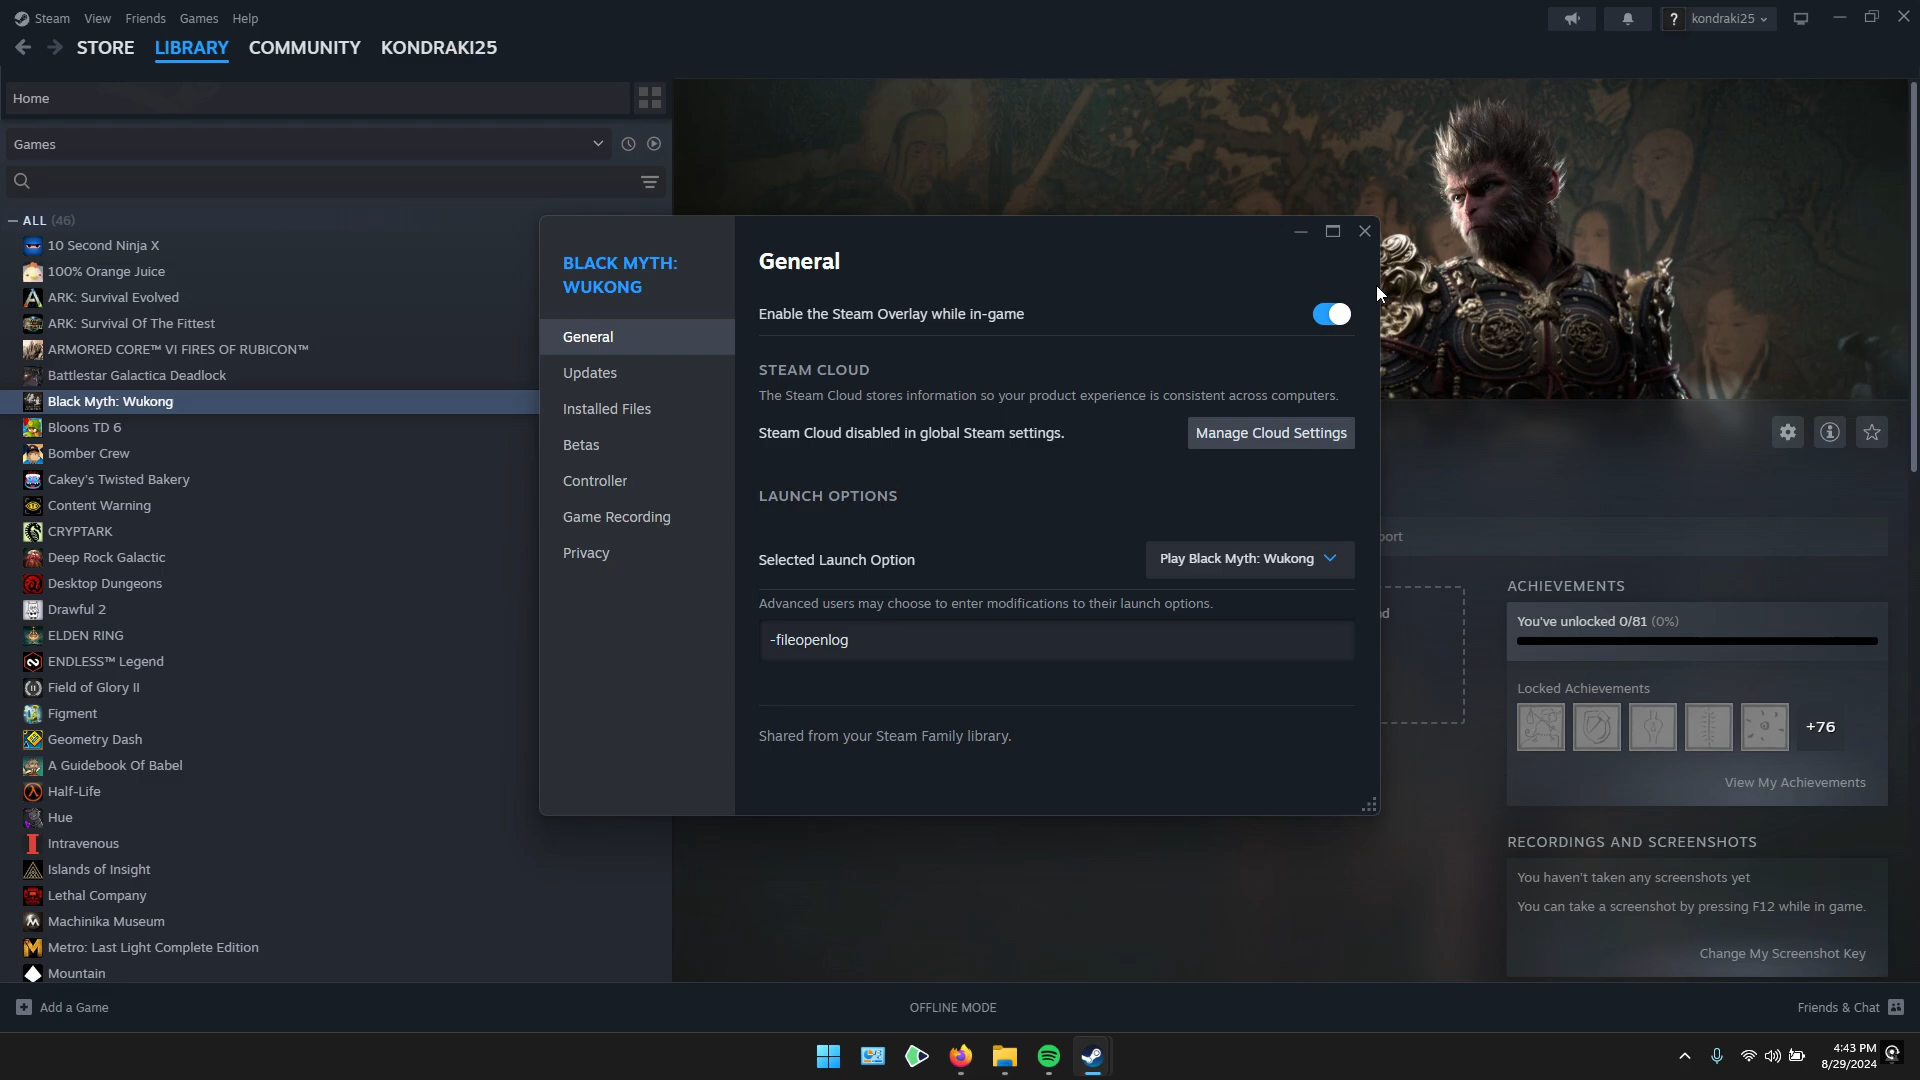 Steam View Friends Games Help
kondraki25
STORE LIBRARY COMMUNITY KONDRAKI25
Home
Games
ALL (46)
10 Second Ninja X
100% Orange Juice
ARK: Survival Evolved
ARK: Survival Of The Fittest
ARMORED CORE™ VI FIRES OF RUBICON™
Battlestar Galactica Deadlock
Black Myth: Wukong
Bloons TD 6
Bomber Crew
Cakey's Twisted Bakery
Content Warning
CRYPTARK
Deep Rock Galactic
Desktop Dungeons
Drawful 2
ELDEN RING
ENDLESS™ Legend
Field of Glory II
Figment
Geometry Dash
A Guidebook Of Babel
Half-Life
Hue
Intravenous
Islands of Insight
Lethal Company
Machinika Museum
Metro: Last Light Complete Edition
Mountain
BLACK MYTH:
WUKONG
General
Updates
Installed Files
Betas
Controller
Game Recording
Privacy
General
Enable the Steam Overlay while in-game
STEAM CLOUD
The Steam Cloud stores information so your product experience is consistent across computers.
Steam Cloud disabled in global Steam settings. Manage Cloud Settings
LAUNCH OPTIONS
Selected Launch Option Play Black Myth: Wukong
Advanced users may choose to enter modifications to their launch options.
-fileopenlog
Shared from your Steam Family library.
ort
d
ACHIEVEMENTS
You've unlocked 0/81 (0%)
Locked Achievements
+76
View My Achievements
RECORDINGS AND SCREENSHOTS
You haven't taken any screenshots yet
You can take a screenshot by pressing F12 while in game.
Change My Screenshot Key
Add a Game OFFLINE MODE Friends & Chat
4:43 PM
8/29/2024